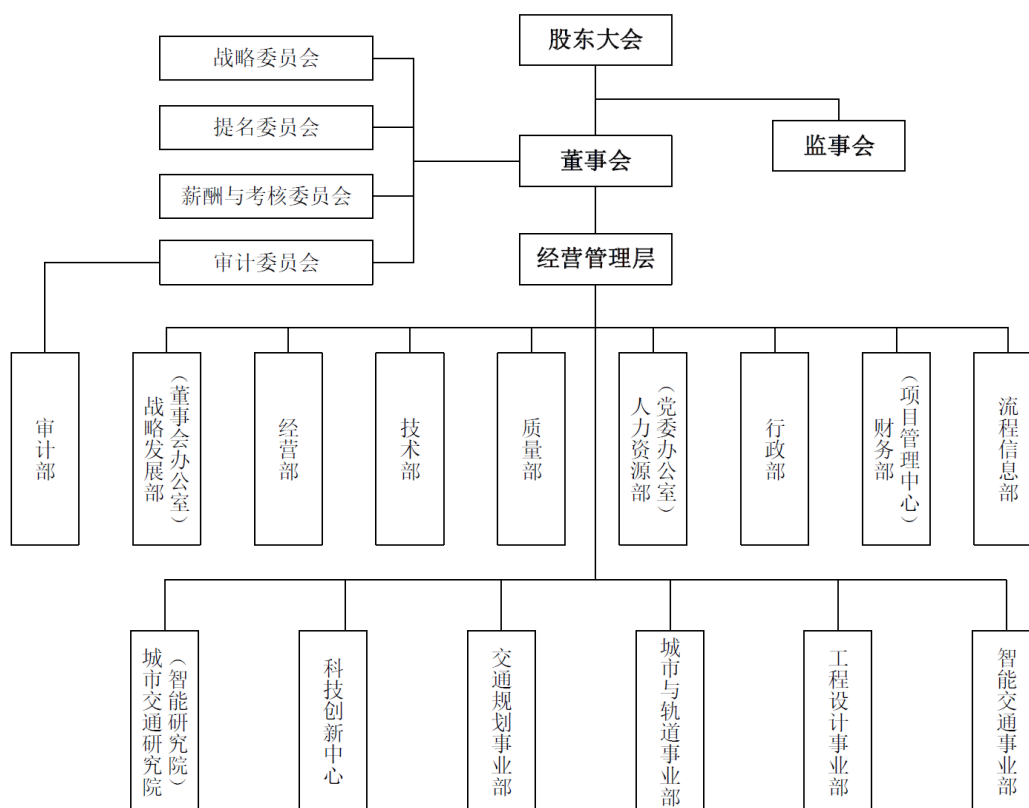 股东大会
战略委员会
提名委员会
监事会
董事会
薪酬与考核委员会
经营管理层
审计委员会
审计部
战略发展部
（董事会办公室）
经营部
技术部
质量部
人力资源部
（党委办公室）
行政部
财务部
（项目管理中心）
流程信息部
城市交通研究院
（智能研究院）
科技创新中心
交通规划事业部
城市与轨道事业部
工程设计事业部
智能交通事业部